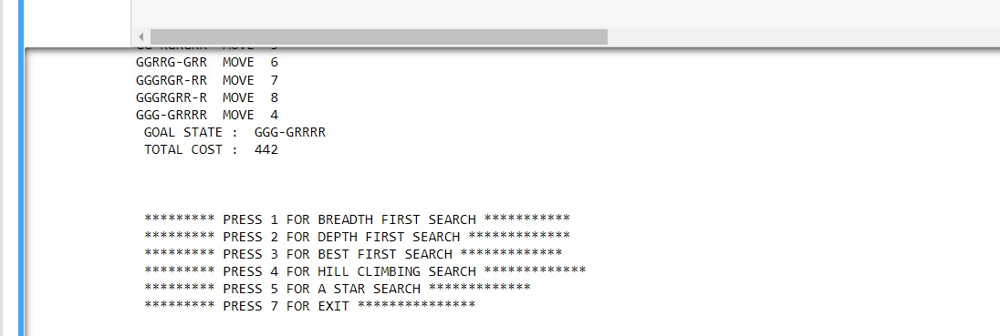 GGRRG-GRR MOVE 6
GGGRGR-RR MOVE 7
GGGRGRR-R MOVE 8
GGG-GRRRR MOVE 4
GOAL STATE : GGG-GRRRR
TOTAL COST : 442
********* PRESS 1 FOR BREADTH FIRST SEARCH ***********
********* PRESS 2 FOR DEPTH FIRST SEARCH *************
********* PRESS 3 FOR BEST FIRST SEARCH *************
********* PRESS 4 FOR HILL CLIMBING SEARCH *************
********* PRESS 5 FOR A STAR SEARCH *************
********* PRESS 7 FOR EXIT ***************